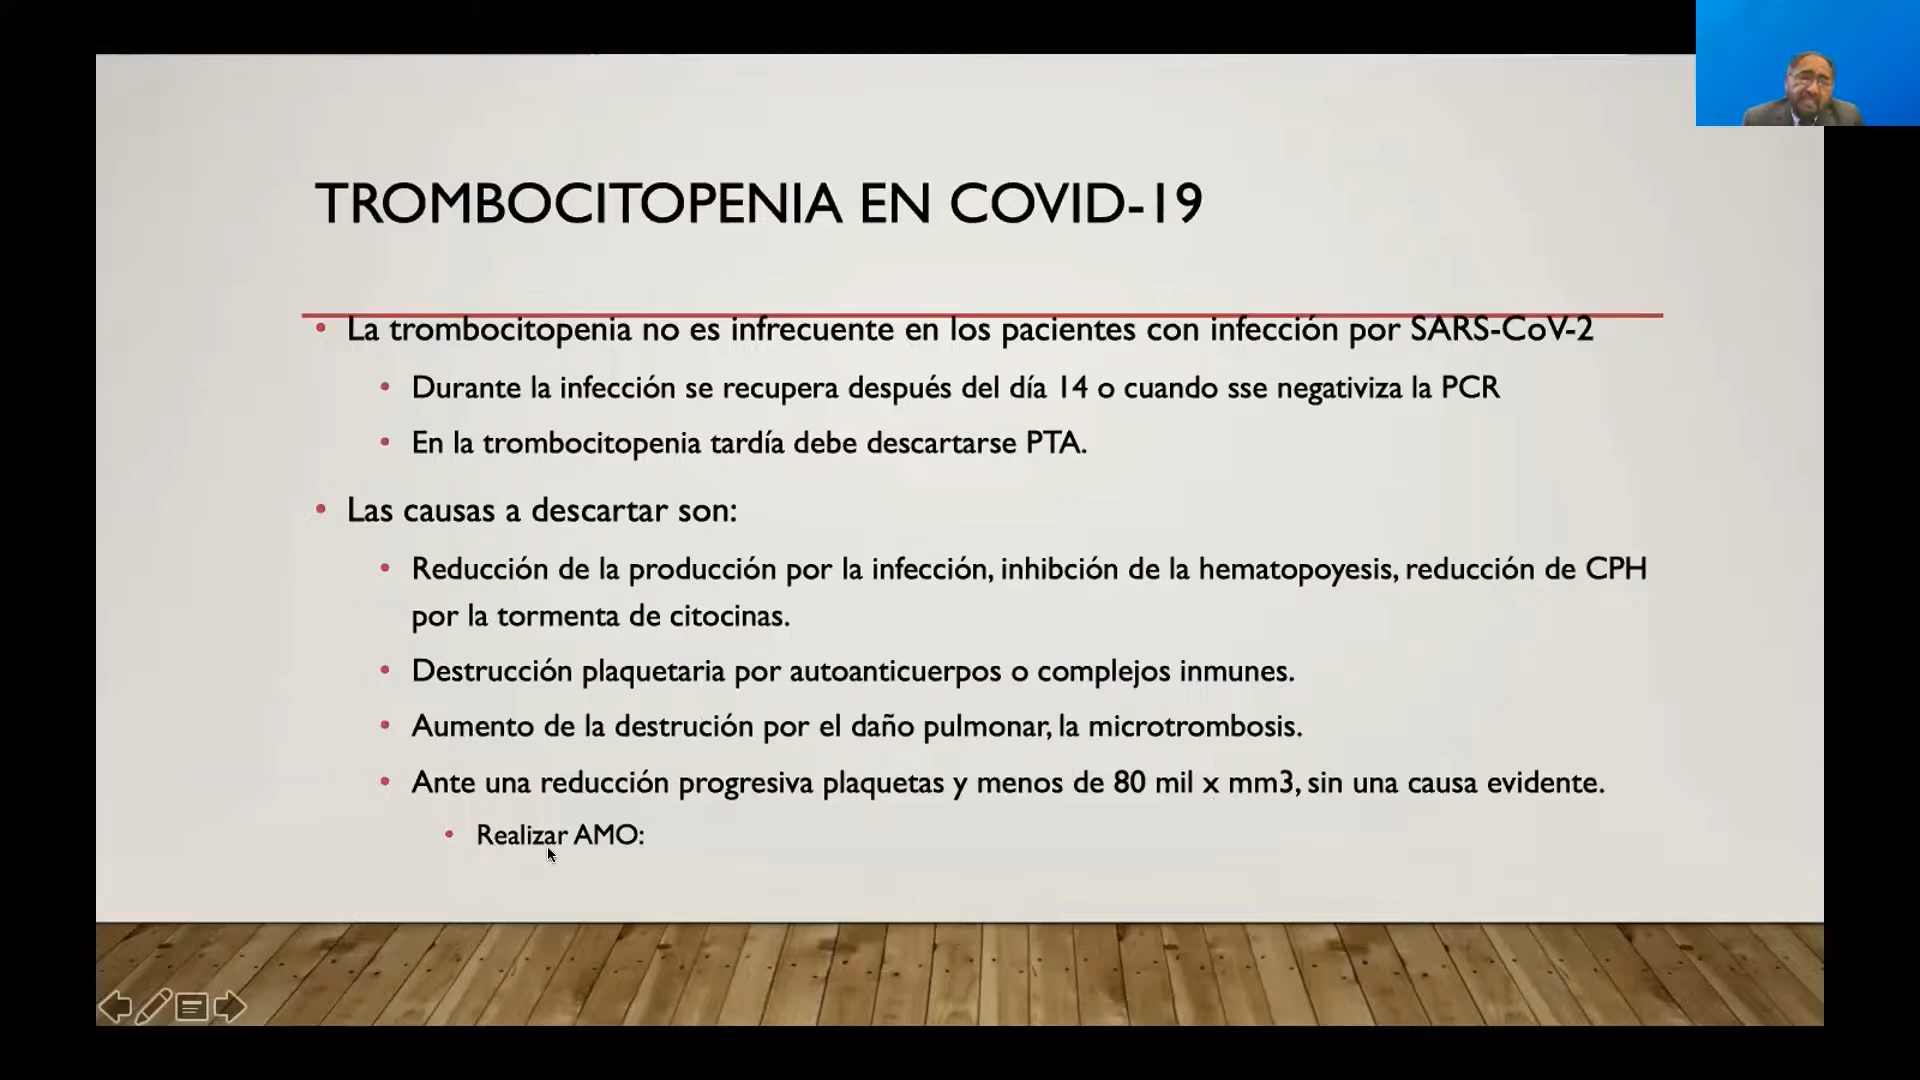 TROMBOCITOPENIA EN COVID-19
• La trombocitopenia no es infrecuente en los pacientes con infección por SARS-CoV-2
• Durante la infección se recupera después del día 14 o cuando sse negativiza la PCR
• En la trombocitopenia tardía debe descartarse PTA.
• Las causas a descartar son:
• Reducción de la producción por la infección, inhibción de la hematopoyesis, reducción de CPH
por la tormenta de citocinas.
• Destrucción plaquetaria por autoanticuerpos o complejos inmunes.
• Aumento de la destrución por el daño pulmonar, la microtrombosis.
• Ante una reducción progresiva plaquetas y menos de 80 mil x mm3, sin una causa evidente.
• Realizar AMO: